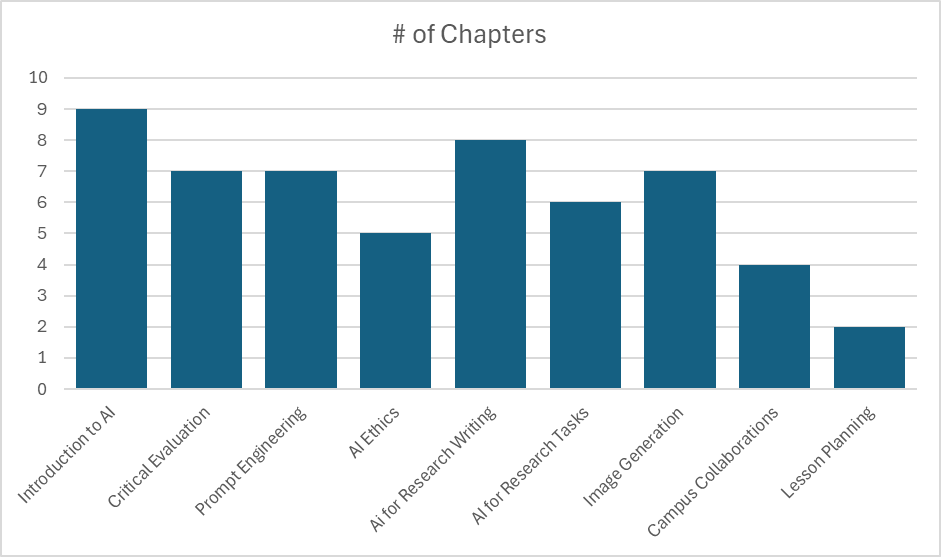 # of Chapters
10
9
8
7
6
5
4
3
2
1
0
Introduction to AI
Critical Evaluation
Prompt Engineering
AI Ethics
Ai for Research Writing
AI for Research Tasks
Image Generation
Campus Collaborations
Lesson Planning